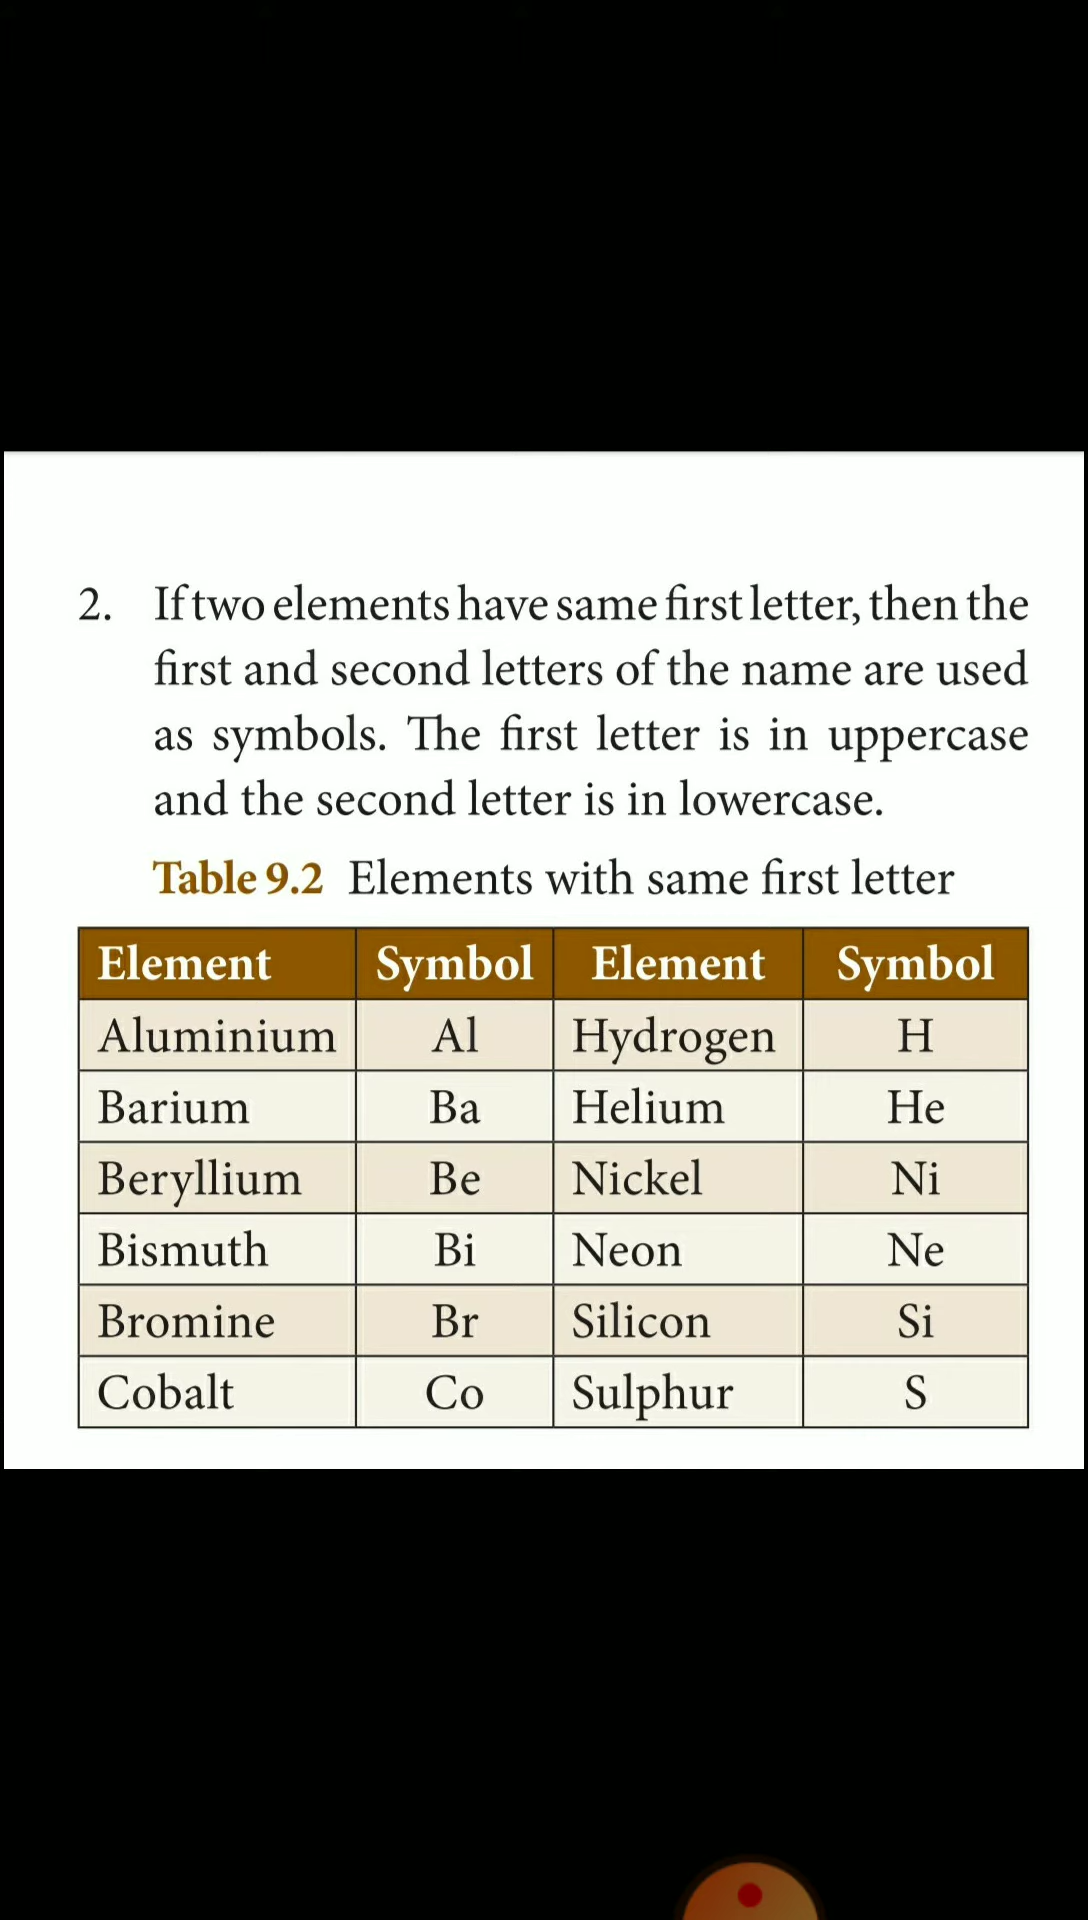 2. If two elements have same first letter, then the
first and second letters of the name are used
as symbols. The first letter is in uppercase
and the second letter is in lowercase.
Table 9.2 Elements with same first letter
Element Symbol Element Symbol
Aluminium Al Hydrogen H
Barium Ba Helium He
Beryllium Be Nickel Ni
Bismuth Bi Neon Ne
Bromine Br Silicon Si
Cobalt Co Sulphur S